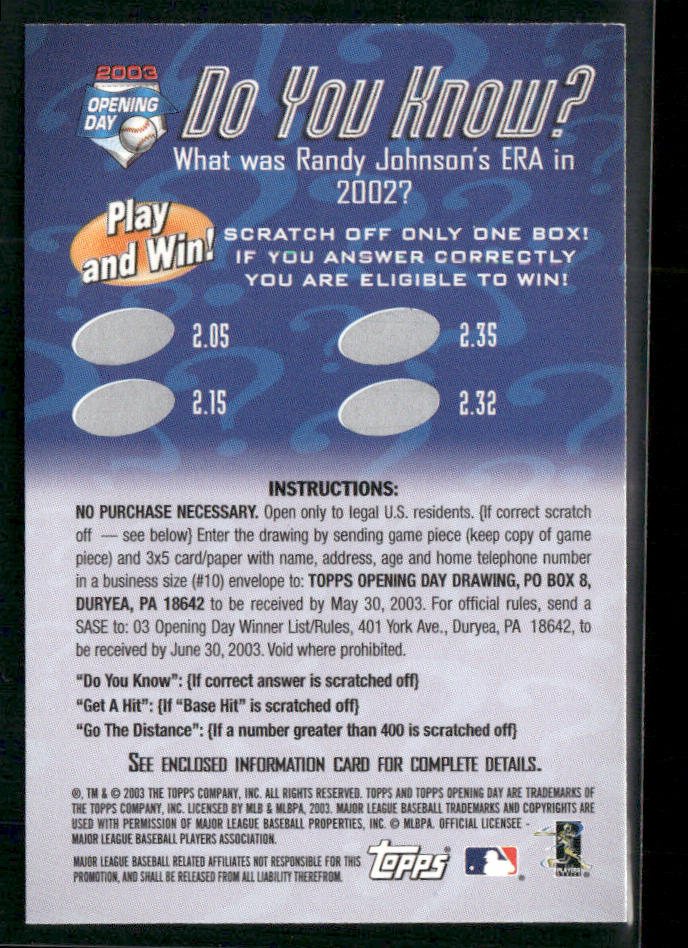 2003
OPENING
DAY
Do You Know?
What was Randy Johnson's ERA in
2002?
Play
and Win!
SCRATCH OFF ONLY ONE BOX!
IF YOU ANSWER CORRECTLY
YOU ARE ELIGIBLE TO WIN!
2.05 2.35
2.15 2.32
INSTRUCTIONS:
NO PURCHASE NECESSARY. Open only to legal U.S. residents. {If correct scratch
off — see below} Enter the drawing by sending game piece (keep copy of game
piece) and 3x5 card/paper with name, address, age and home telephone number
in a business size (#10) envelope to: TOPPS OPENING DAY DRAWING, PO BOX 8,
DURYEA, PA 18642 to be received by May 30, 2003. For official rules, send a
SASE to: 03 Opening Day Winner List/Rules, 401 York Ave., Duryea, PA 18642, to
be received by June 30, 2003. Void where prohibited.
"Do You Know": {If correct answer is scratched off}
"Get A Hit": {If "Base Hit" is scratched off}
"Go The Distance": {If a number greater than 400 is scratched off}
SEE ENCLOSED INFORMATION CARD FOR COMPLETE DETAILS.
®, TM & © 2003 THE TOPPS COMPANY, INC. ALL RIGHTS RESERVED. TOPPS AND TOPPS OPENING DAY ARE TRADEMARKS OF
THE TOPPS COMPANY, INC. LICENSED BY MLB & MLBPA, 2003. MAJOR LEAGUE BASEBALL TRADEMARKS AND COPYRIGHTS ARE
USED WITH PERMISSION OF MAJOR LEAGUE BASEBALL PROPERTIES, INC. © MLBPA. OFFICIAL LICENSEE -
MAJOR LEAGUE BASEBALL PLAYERS ASSOCIATION.
MAJOR LEAGUE BASEBALL RELATED AFFILIATES NOT RESPONSIBLE FOR THIS
PROMOTION, AND SHALL BE RELEASED FROM ALL LIABILITY THEREFROM.
topps®
PLAYERS